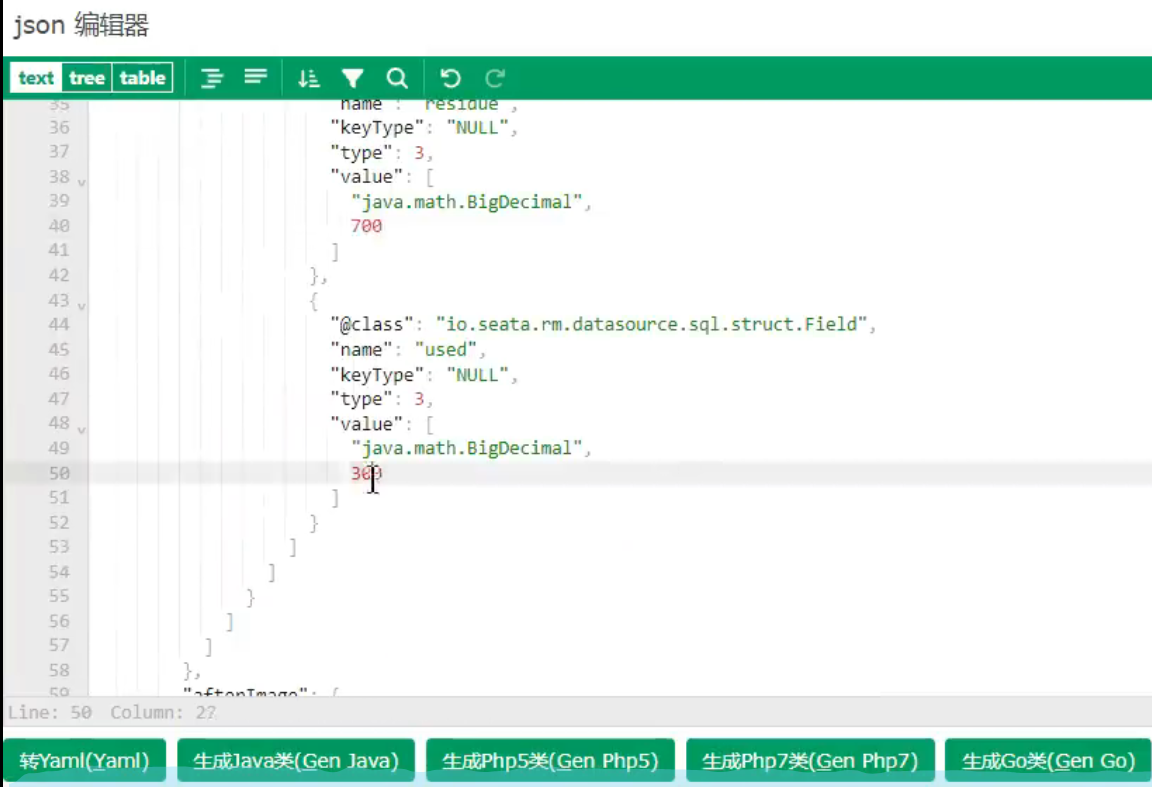 json 编辑器
text tree table
35 "name": "residue",
36 "keyType": "NULL",
37 "type": 3,
38 "value": [
39 "java.math.BigDecimal",
40 700
41 ]
42 },
43 {
44 "@class": "io.seata.rm.datasource.sql.struct.Field",
45 "name": "used",
46 "keyType": "NULL",
47 "type": 3,
48 "value": [
49 "java.math.BigDecimal",
50 300
51 ]
52 }
53 ]
54 ]
55 }
56 ]
57 ]
58 },
59 "afterImage": {
Line: 50 Column: 27
转Yaml(Yaml) 生成Java类(Gen Java) 生成Php5类(Gen Php5) 生成Php7类(Gen Php7) 生成Go类(Gen Go)